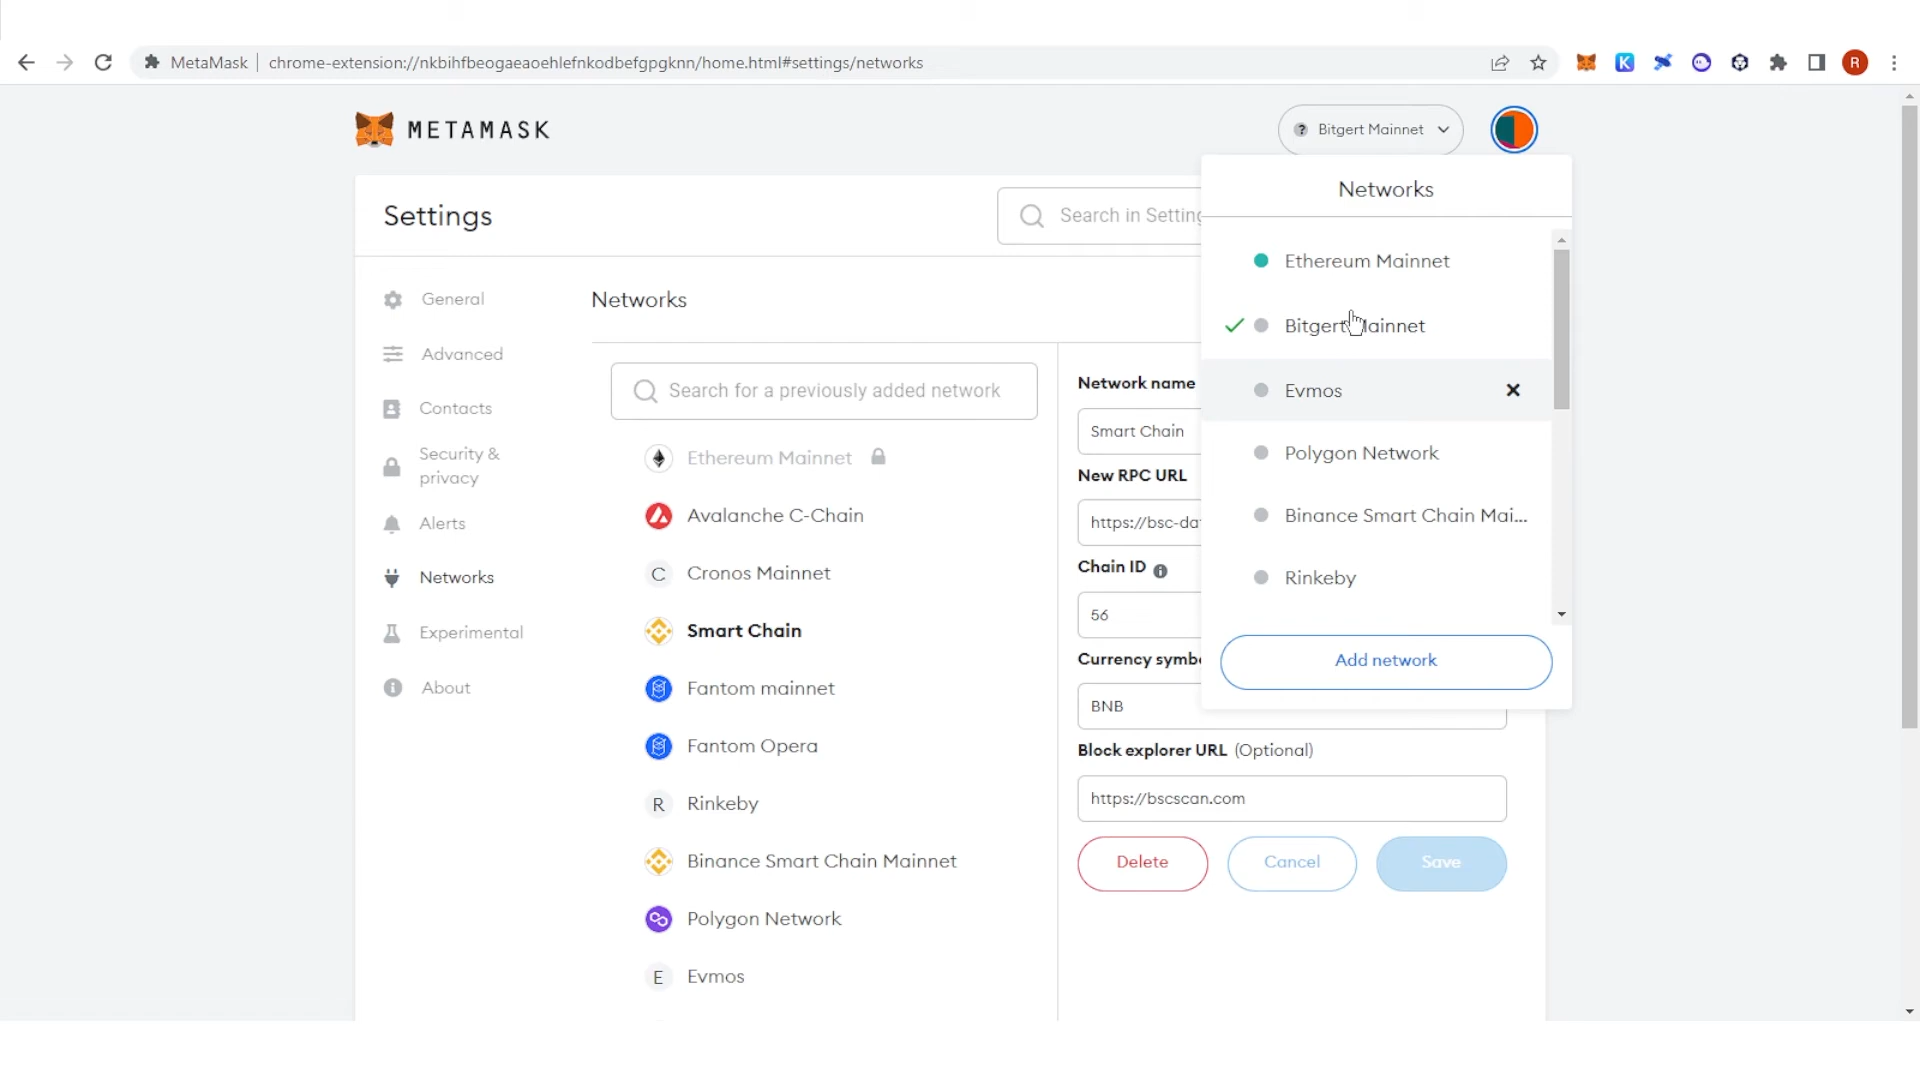 MetaMask
chrome-extension://nkbihfbeogaeaoehlefnkodbefgpgknn/home.html#settings/networks
K
R
METAMASK
? Bitgert Mainnet
Settings
Search in Setting
Networks
Ethereum Mainnet
Bitgert Mainnet
Evmos
Polygon Network
Binance Smart Chain Mai...
Rinkeby
Add network
General
Advanced
Contacts
Security &
privacy
Alerts
Networks
Experimental
About
Networks
Search for a previously added network
Ethereum Mainnet
Avalanche C-Chain
C Cronos Mainnet
Smart Chain
Fantom mainnet
Fantom Opera
R Rinkeby
Binance Smart Chain Mainnet
Polygon Network
E Evmos
Network name
Smart Chain
New RPC URL
https://bsc-da
Chain ID
56
Currency symb
BNB
Block explorer URL (Optional)
https://bscscan.com
Delete
Cancel
Save